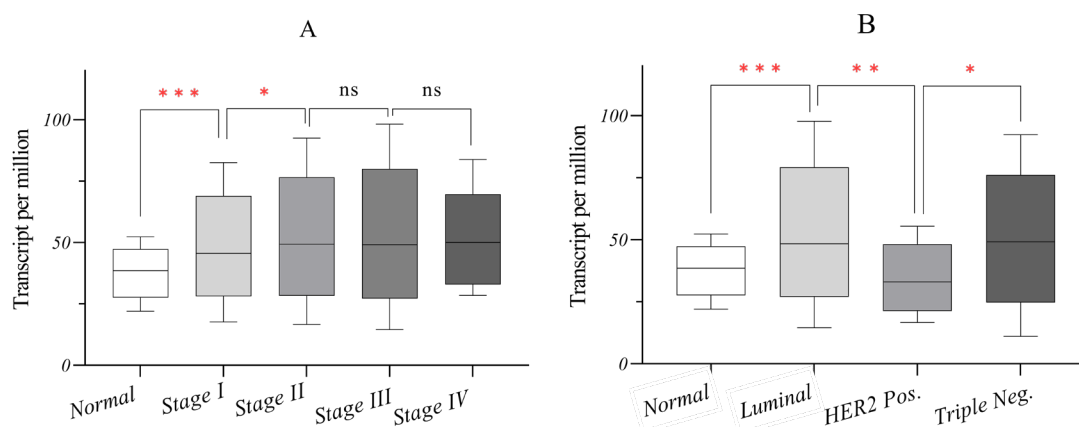 A
* * *
*
ns
ns
Transcript per million
100
50
0
Normal
Stage I
Stage II
Stage III
Stage IV
B
* * *
* *
*
Transcript per million
100
50
0
Normal
Luminal
HER2 Pos.
Triple Neg.